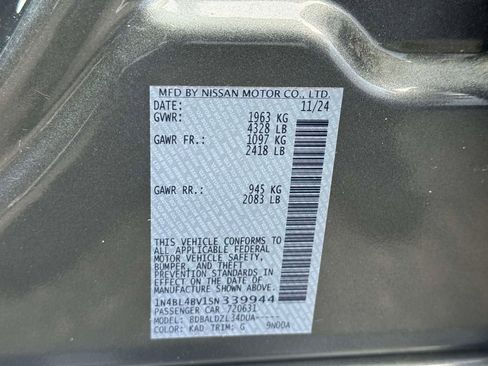 MFD BY NISSAN MOTOR CO., LTD.
DATE: 11/24
GVWR: 1963 KG
4328 LB
GAWR FR.: 1097 KG
2418 LB
GAWR RR.: 945 KG
2083 LB
THIS VEHICLE CONFORMS TO
ALL APPLICABLE FEDERAL
MOTOR VEHICLE SAFETY,
BUMPER, AND THEFT
PREVENTION STANDARDS IN
EFFECT ON THE DATE OF
MANUFACTURE SHOWN ABOVE.
1N4BL4BV1SN339944
PASSENGER CAR 720631
MODEL: BDBALDZL34DUA-----
COLOR: KAD TRIM: G 9N00A